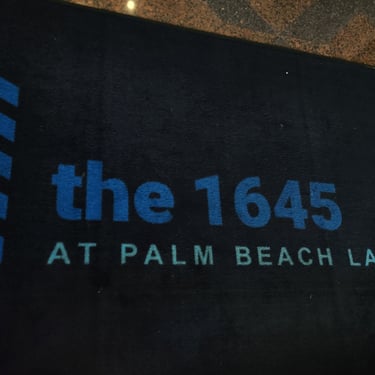 the 1645
AT PALM BEACH LA